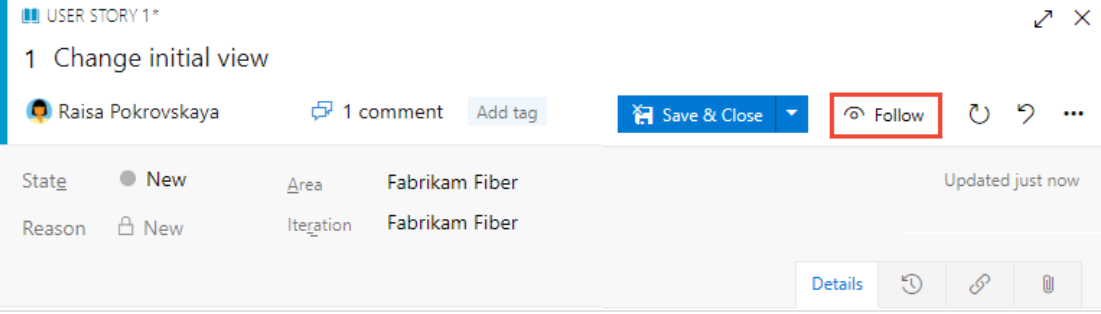 USER STORY 1*
1 Change initial view
Raisa Pokrovskaya 1 comment Add tag Save & Close Follow
State New Area Fabrikam Fiber Updated just now
Reason New Iteration Fabrikam Fiber
Details